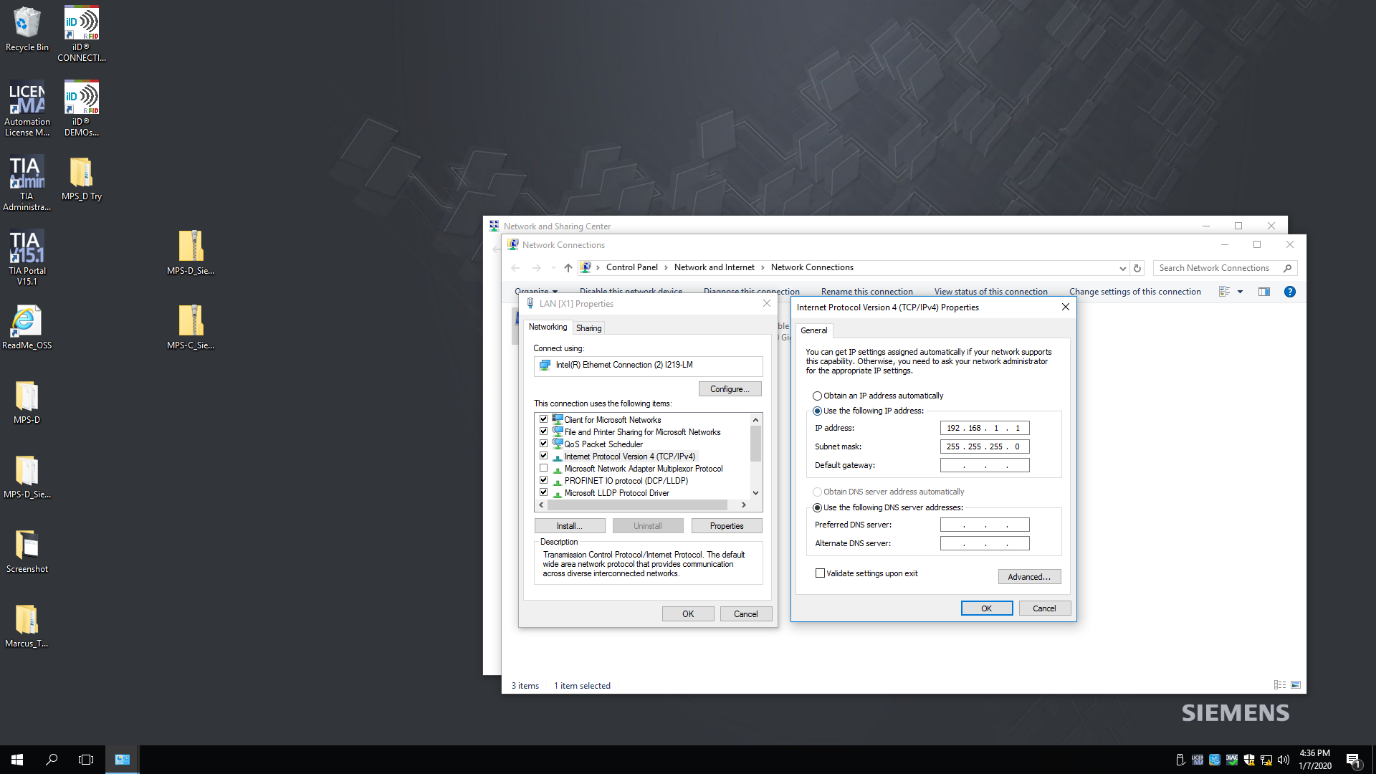 Recycle Bin
iID®
CONNECTI...
LICEN
MA
Automation
License M...
iID®
DEMOs...
TIA
Admin
TIA
Administra...
MPS_D Try
TIA
V15.1
TIA Portal
V15.1
MPS-D_Sie...
ReadMe_OSS
MPS-C_Sie...
MPS-D
MPS-D_Sie...
Screenshot
Marcus_T...
Network and Sharing Center
Network Connections
Control Panel > Network and Internet > Network Connections
Search Network Connections
Organize
Disable this network device
Diagnose this connection
Rename this connection
View status of this connection
Change settings of this connection
LAN [X1] Properties
Networking
Sharing
Connect using:
Intel(R) Ethernet Connection (2) I219-LM
Configure...
This connection uses the following items:
Client for Microsoft Networks
File and Printer Sharing for Microsoft Networks
QoS Packet Scheduler
Internet Protocol Version 4 (TCP/IPv4)
Microsoft Network Adapter Multiplexor Protocol
PROFINET IO protocol (DCP/LLDP)
Microsoft LLDP Protocol Driver
Install...
Uninstall
Properties
Description
Transmission Control Protocol/Internet Protocol. The default
wide area network protocol that provides communication
across diverse interconnected networks.
OK
Cancel
Internet Protocol Version 4 (TCP/IPv4) Properties
General
You can get IP settings assigned automatically if your network supports
this capability. Otherwise, you need to ask your network administrator
for the appropriate IP settings.
Obtain an IP address automatically
Use the following IP address:
IP address: 192 . 168 . 1 . 1
Subnet mask: 255 . 255 . 255 . 0
Default gateway: . . .
Obtain DNS server address automatically
Use the following DNS server addresses:
Preferred DNS server: . . .
Alternate DNS server: . . .
Validate settings upon exit
Advanced...
OK
Cancel
3 items
1 item selected
SIEMENS
4:36 PM
1/7/2020
1